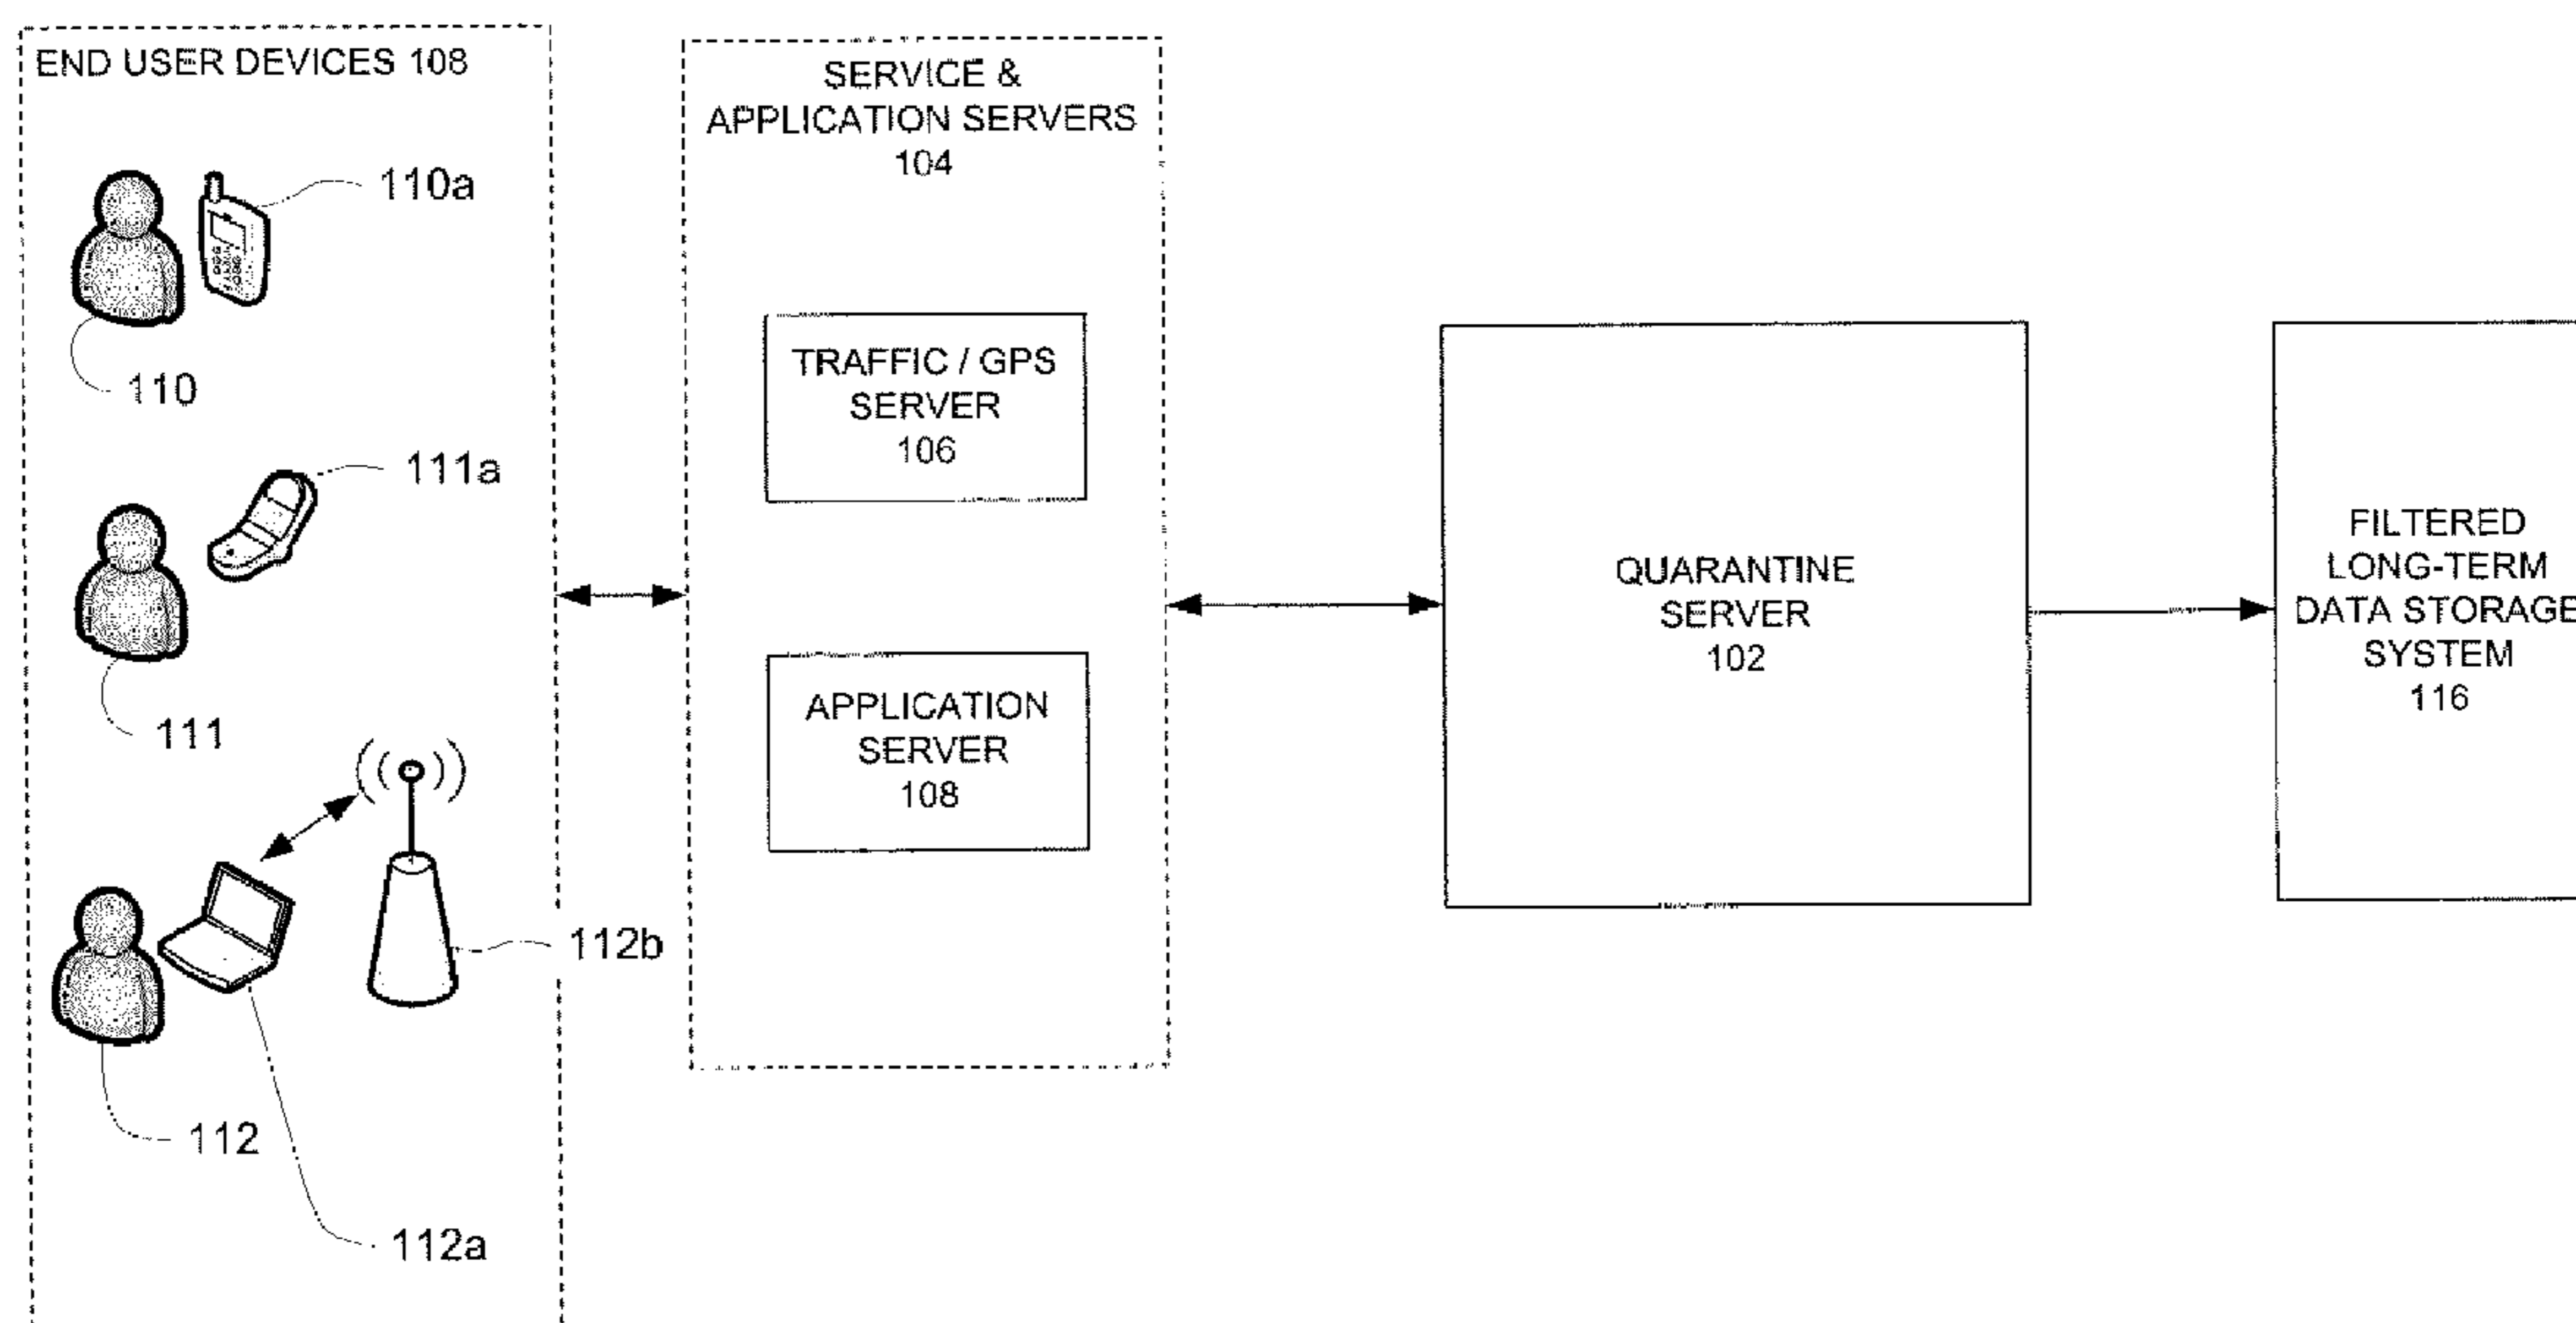 END USER DEVICES 108
110a
110
111a
111
112b
112
112a
SERVICE &
APPLICATION SERVERS
104
TRAFFIC / GPS
SERVER
106
APPLICATION
SERVER
108
QUARANTINE
SERVER
102
FILTERED
LONG-TERM
DATA STORAGE
SYSTEM
116